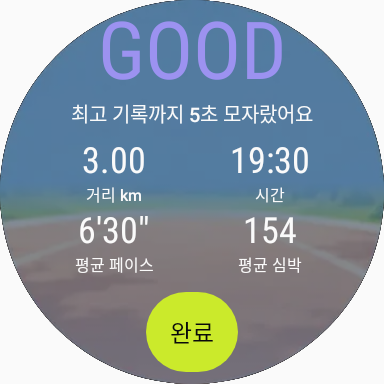 GOOD
최고 기록까지 5초 모자랐어요
3.00 19:30
거리 km 시간
6'30" 154
평균 페이스 평균 심박
완료